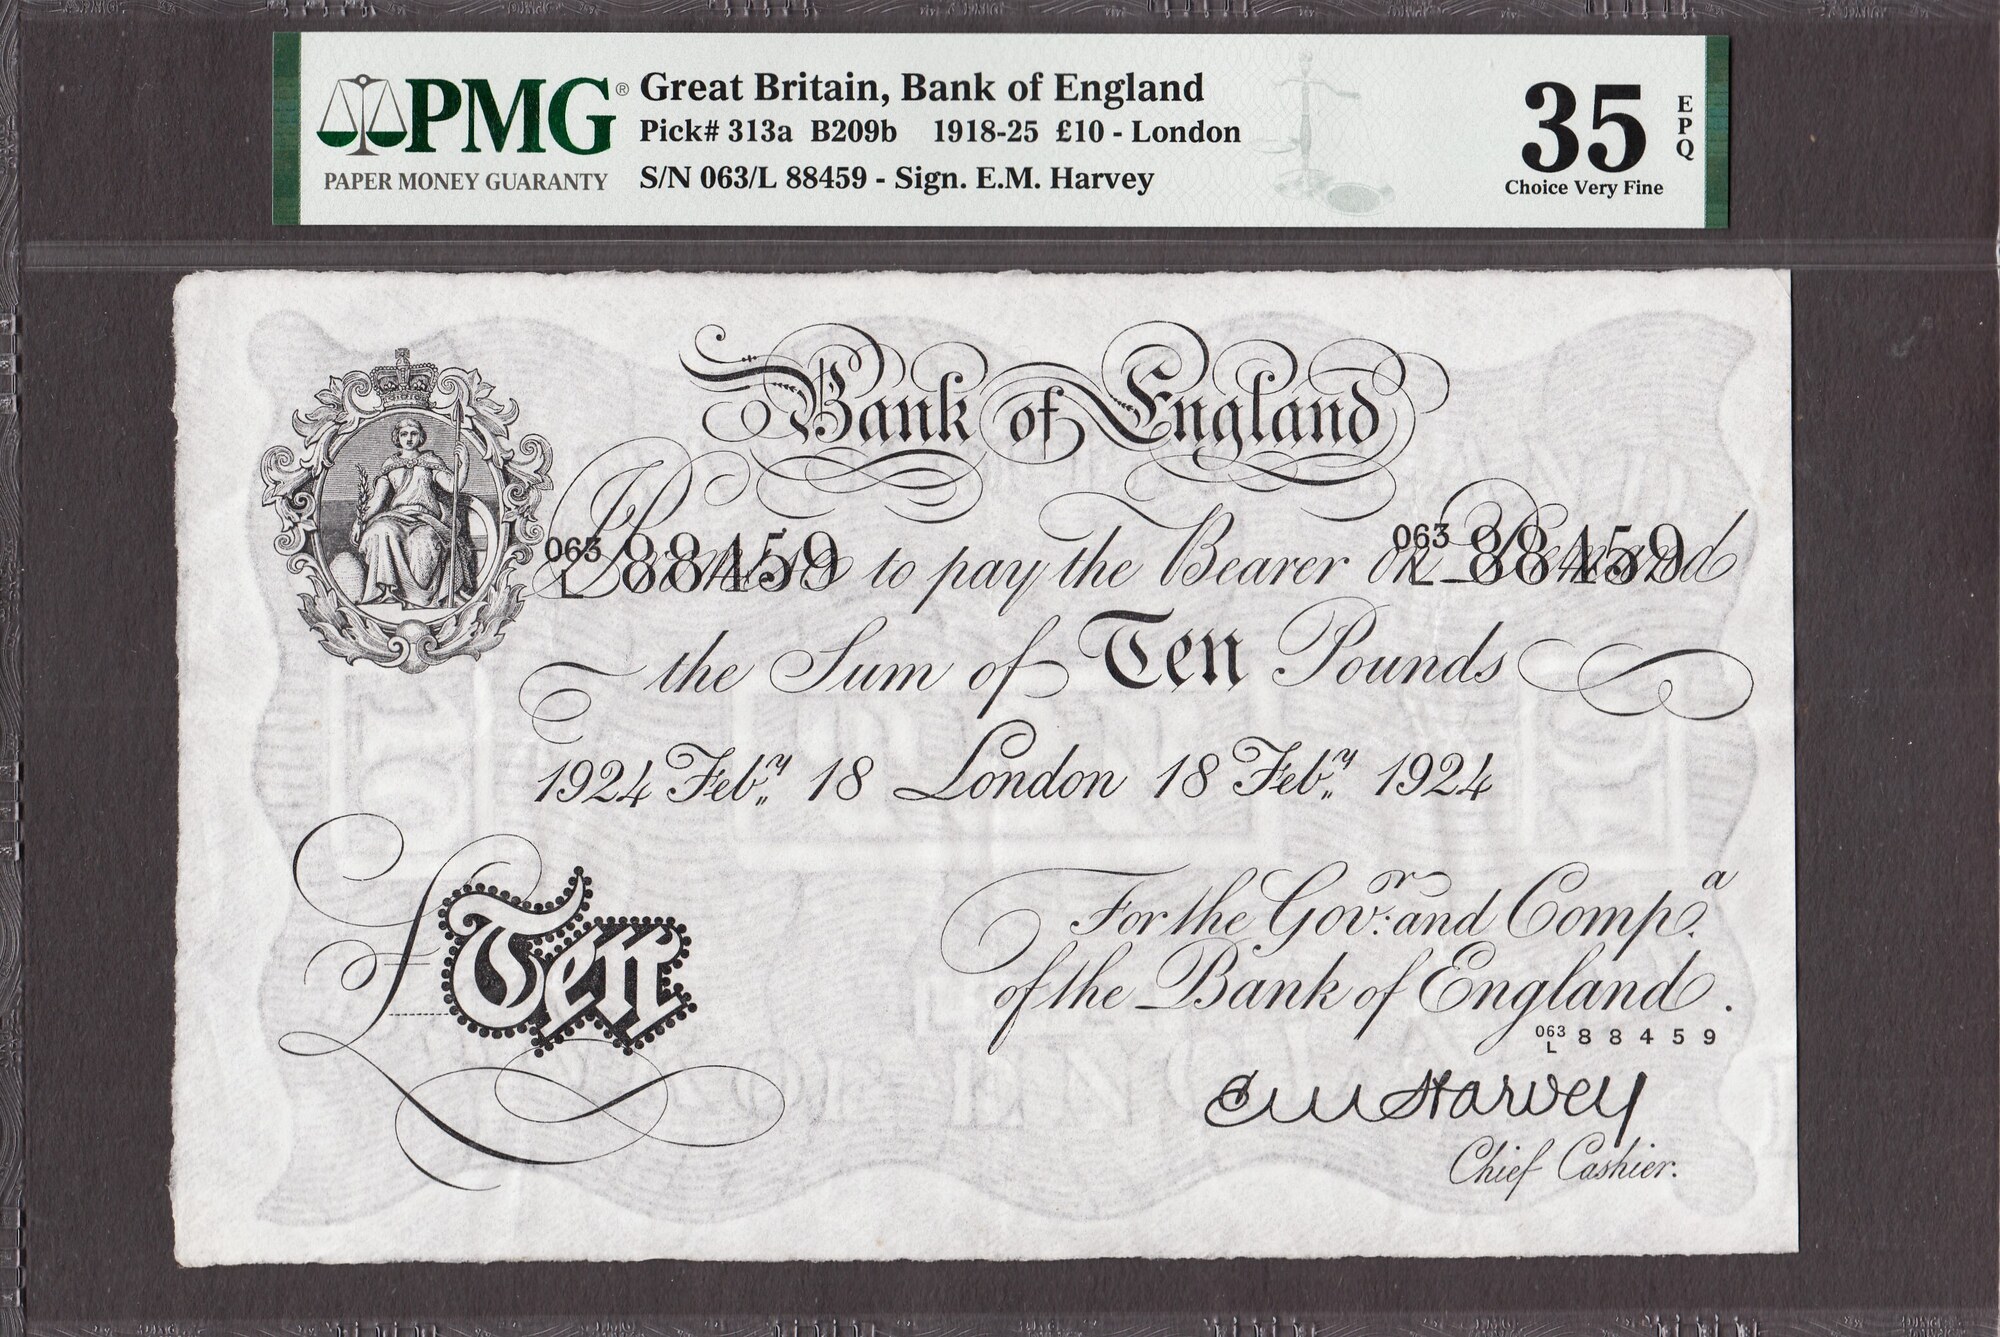 PMG®
PAPER MONEY GUARANTY
Great Britain, Bank of England
Pick# 313a B209b 1918-25 £10 - London
S/N 063/L 88459 - Sign. E.M. Harvey
35 EPQ
Choice Very Fine
Bank of England
063/L 88459 063/L 88459
Promise to pay the Bearer on Demand
the Sum of Ten Pounds
1924 Febʸ 18 London 18 Febʸ 1924
£Ten
For the Govʳ: and Compᵃ.
of the Bank of England.
063/L 88459
E M Harvey
Chief Cashier.